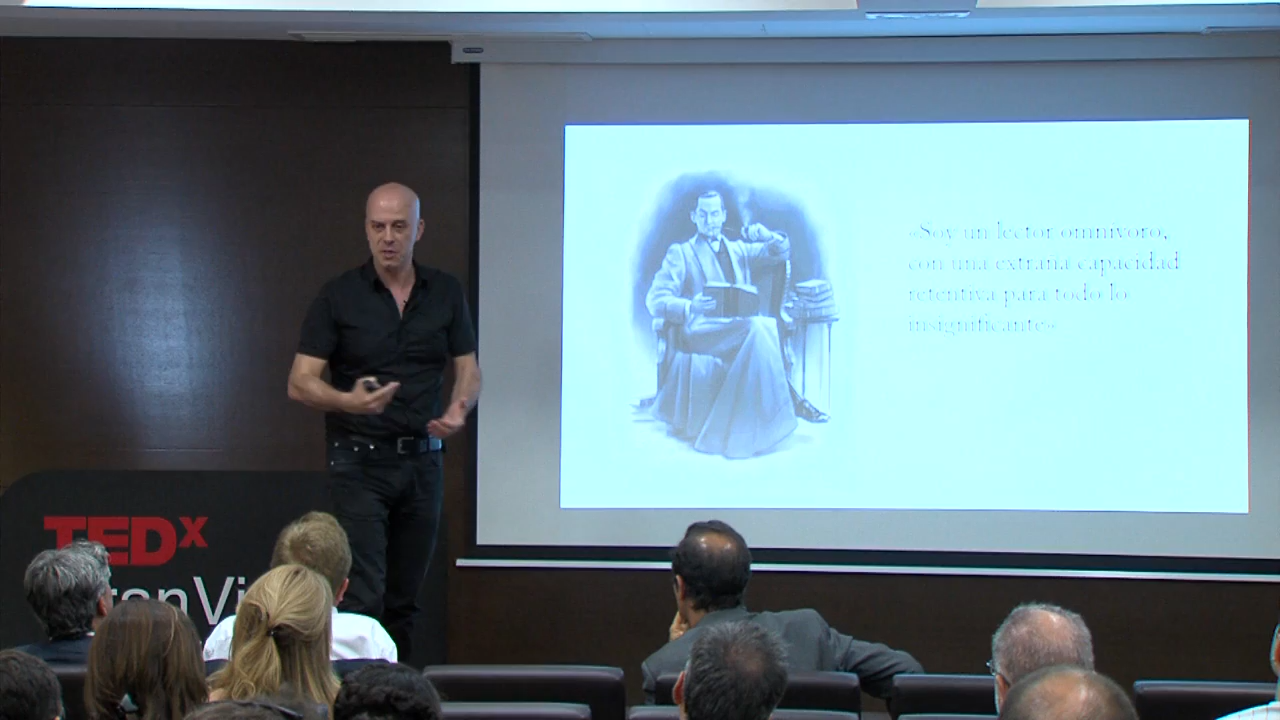 «Soy un lector omnívoro,
con una extraña capacidad
retentiva para todo lo
insignificante»
TEDx